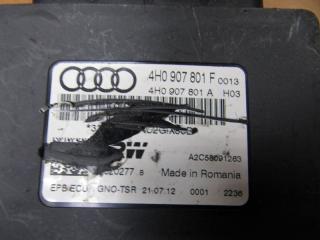 4H0 907 801 F 0013
4H0 907 801 A H03
A2C53091263
Made in Romania
EPB ECU GNO-TSR 21:07:12 0001 2236